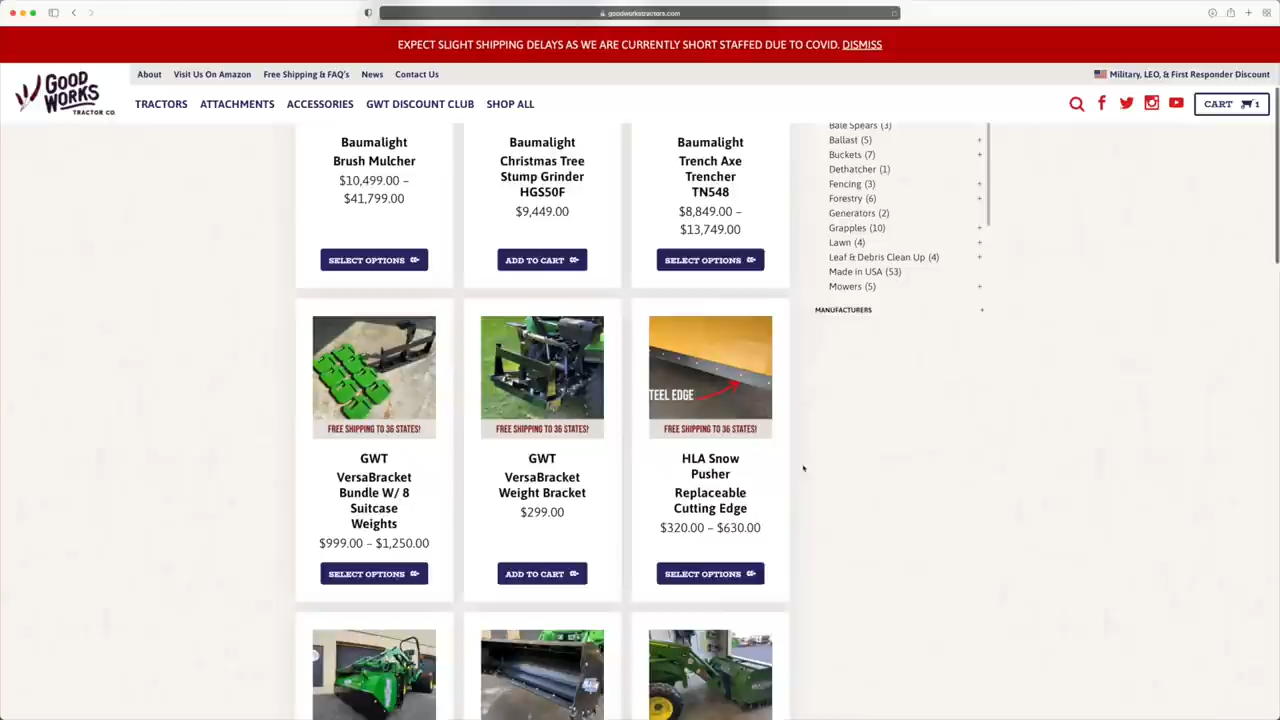 goodworkstractors.com
EXPECT SLIGHT SHIPPING DELAYS AS WE ARE CURRENTLY SHORT STAFFED DUE TO COVID. DISMISS
GOOD
WORKS
TRACTOR CO.
About
Visit Us On Amazon
Free Shipping & FAQ's
News
Contact Us
Military, LEO, & First Responder Discount
TRACTORS
ATTACHMENTS
ACCESSORIES
GWT DISCOUNT CLUB
SHOP ALL
CART 1
Baumalight
Brush Mulcher
$10,499.00 –
$41,799.00
SELECT OPTIONS
Baumalight
Christmas Tree
Stump Grinder
HGS50F
$9,449.00
ADD TO CART
Baumalight
Trench Axe
Trencher
TN548
$8,849.00 –
$13,749.00
SELECT OPTIONS
Bale Spears (3)
Ballast (5) +
Buckets (7) +
Dethatcher (1)
Fencing (3) +
Forestry (6) +
Generators (2)
Grapples (10) +
Lawn (4) +
Leaf & Debris Clean Up (4) +
Made in USA (53)
Mowers (5) +
MANUFACTURERS +
FREE SHIPPING TO 36 STATES!
GWT
VersaBracket
Bundle W/ 8
Suitcase
Weights
$999.00 – $1,250.00
SELECT OPTIONS
FREE SHIPPING TO 36 STATES!
GWT
VersaBracket
Weight Bracket
$299.00
ADD TO CART
TEEL EDGE
FREE SHIPPING TO 36 STATES!
HLA Snow
Pusher
Replaceable
Cutting Edge
$320.00 – $630.00
SELECT OPTIONS